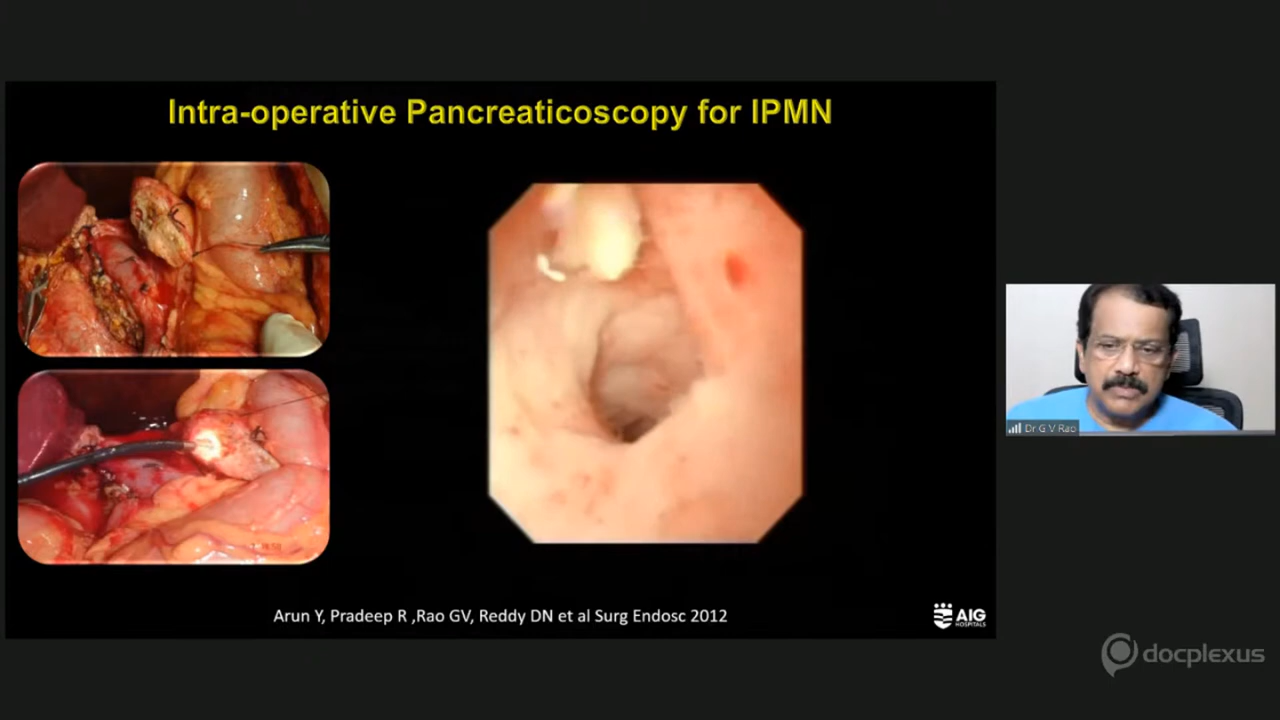 Intra-operative Pancreaticoscopy for IPMN
Dr G V Rao
Arun Y, Pradeep R ,Rao GV, Reddy DN et al Surg Endosc 2012
AIG
HOSPITALS
docplexus